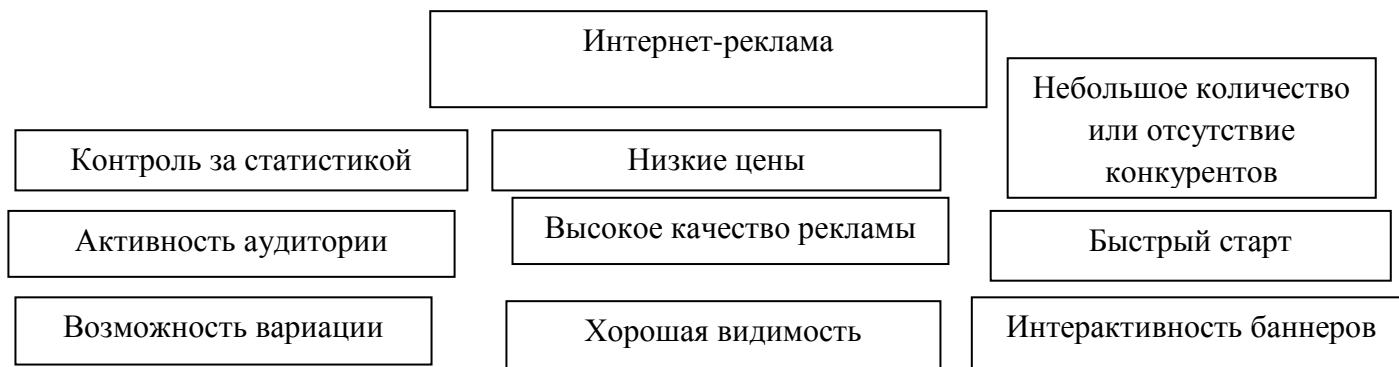 Интернет-реклама
Небольшое количество
или отсутствие
конкурентов
Контроль за статистикой
Низкие цены
Активность аудитории
Высокое качество рекламы
Быстрый старт
Возможность вариации
Хорошая видимость
Интерактивность баннеров